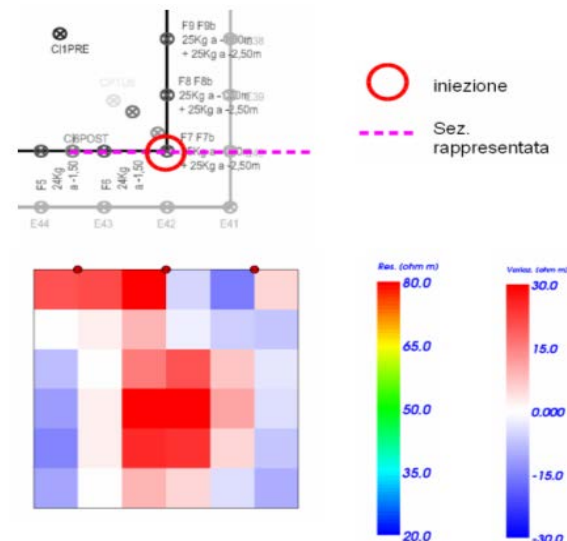 F9 F9b
25Kg a -
+ 25Kg a -2,50m
CI1PRE
F8 F8b
25Kg a -
+ 25Kg a -2,50m
E39
F7 F7b
+ 25Kg a -2,50m
F5
24Kg
a -1,50
24Kg
a -1,50
E44
E43
E42
E41
iniezione
Sez.
rappresentata
Res. (ohm m)
80.0
65.0
50.0
35.0
20.0
Variaz. (ohm m)
30.0
15.0
0.000
-15.0
-30.0